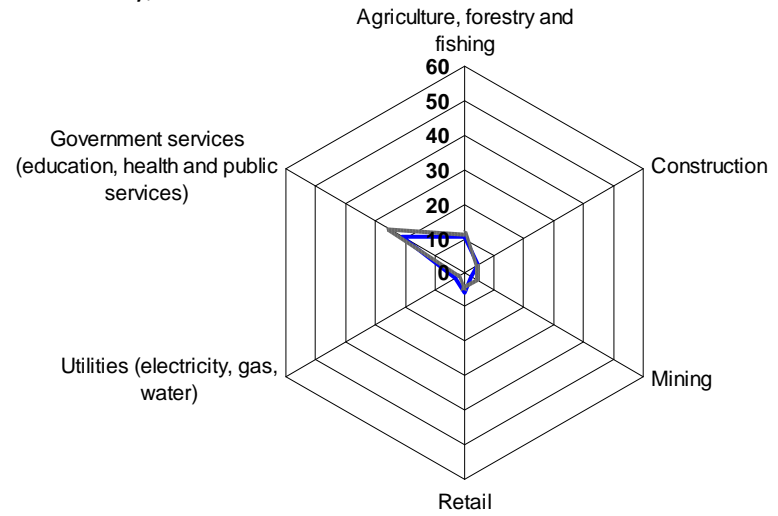 Agriculture, forestry and
fishing
60
50
40
30
20
10
0
Construction
Mining
Retail
Utilities (electricity, gas,
water)
Government services
(education, health and public
services)